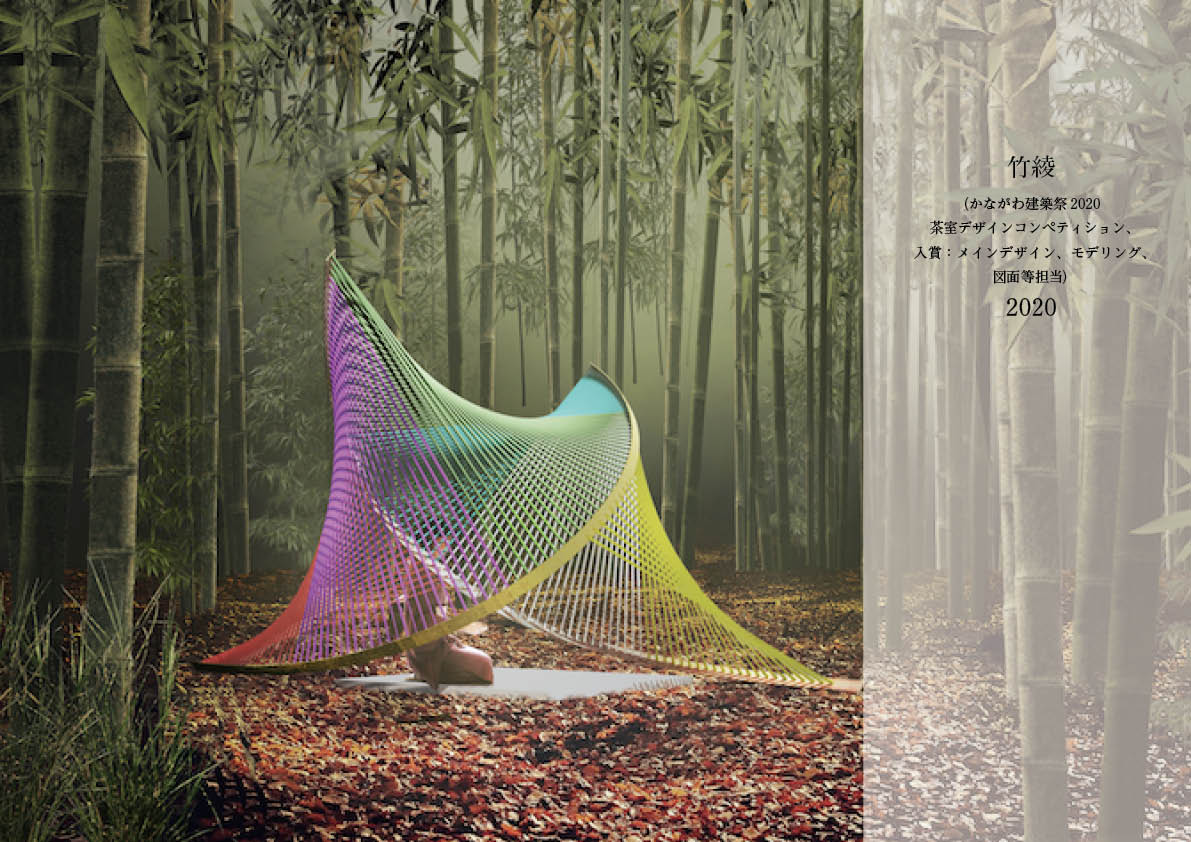 竹綾
(かながわ建築祭 2020
茶室デザインコンペティション、
入賞：メインデザイン、モデリング、
図面等担当)
2020